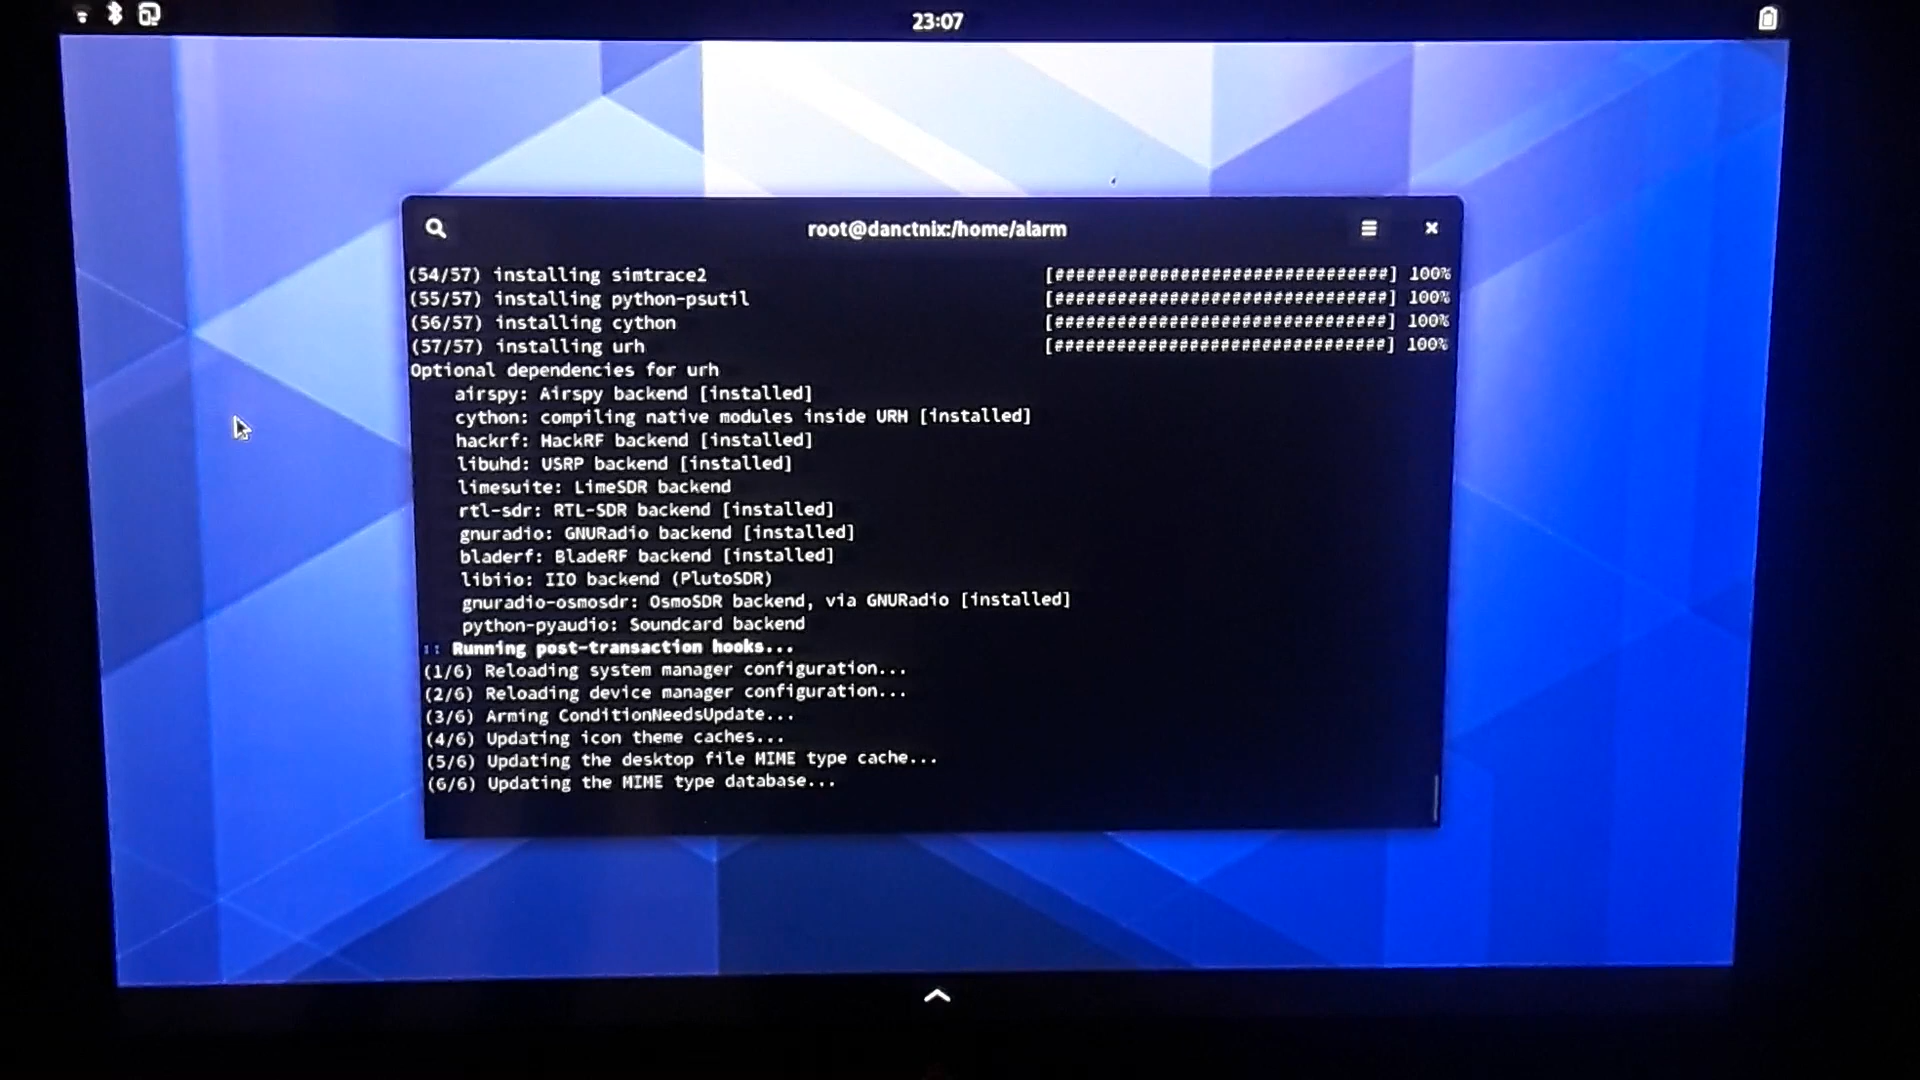 23:07
root@danctnix:/home/alarm
(54/57) installing simtrace2 [################################] 100%
(55/57) installing python-psutil [################################] 100%
(56/57) installing cython [################################] 100%
(57/57) installing urh [################################] 100%
Optional dependencies for urh
airspy: Airspy backend [installed]
cython: compiling native modules inside URH [installed]
hackrf: HackRF backend [installed]
libuhd: USRP backend [installed]
limesuite: LimeSDR backend
rtl-sdr: RTL-SDR backend [installed]
gnuradio: GNURadio backend [installed]
bladerf: BladeRF backend [installed]
libiio: IIO backend (PlutoSDR)
gnuradio-osmosdr: OsmoSDR backend, via GNURadio [installed]
python-pyaudio: Soundcard backend
:: Running post-transaction hooks...
(1/6) Reloading system manager configuration...
(2/6) Reloading device manager configuration...
(3/6) Arming ConditionNeedsUpdate...
(4/6) Updating icon theme caches...
(5/6) Updating the desktop file MIME type cache...
(6/6) Updating the MIME type database...